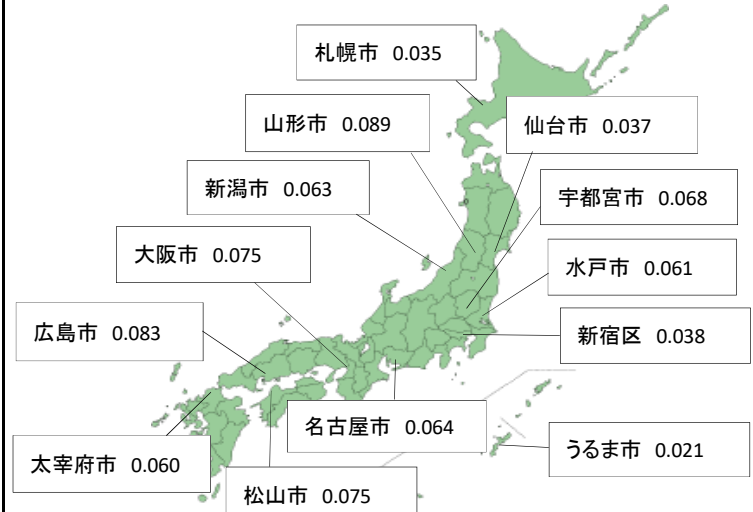 札幌市 0.035
山形市 0.089
仙台市 0.037
新潟市 0.063
宇都宮市 0.068
大阪市 0.075
水戸市 0.061
広島市 0.083
新宿区 0.038
名古屋市 0.064
うるま市 0.021
太宰府市 0.060
松山市 0.075